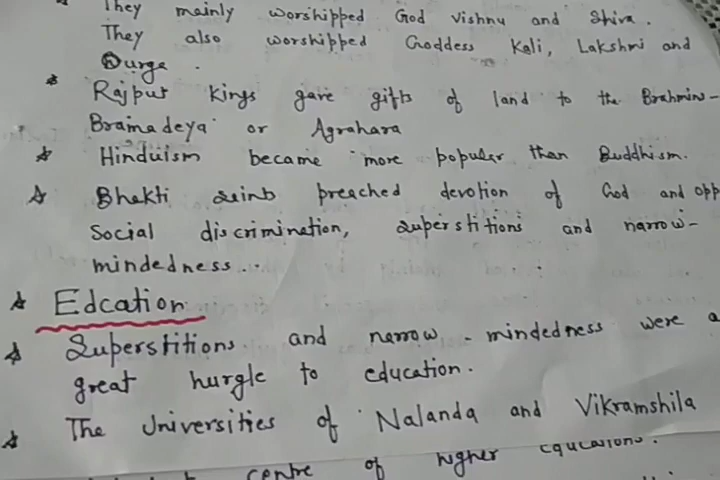 They mainly worshipped God Vishnu and Shiva.
They also worshipped Goddess Kali, Lakshmi and
Durga.
Rajput kings gave gifts of land to the Brahmins -
Bramadeya or Agrahara
Hinduism became more popular than Buddhism.
Bhakti saints preached devotion of God and opp
Social discrimination, superstitions and narrow-
mindedness...
Edcation
Superstitions and narrow-mindedness were a
great hurgle to education.
The Universities of Nalanda and Vikramshila
centre of higher